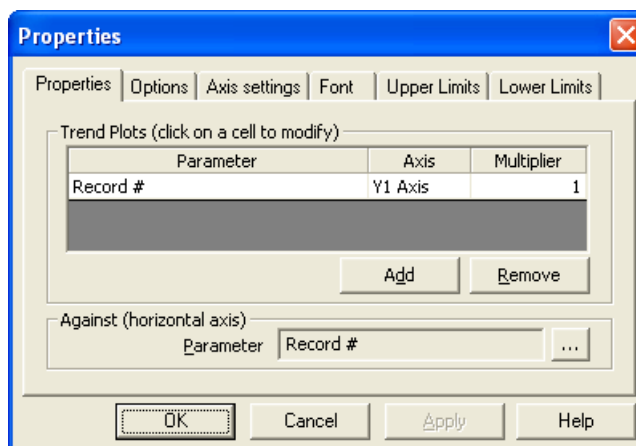 Properties
Properties Options Axis settings Font Upper Limits Lower Limits
Trend Plots (click on a cell to modify)
Parameter Axis Multiplier
Record # Y1 Axis 1
Add Remove
Against (horizontal axis)
Parameter Record # ...
OK Cancel Apply Help